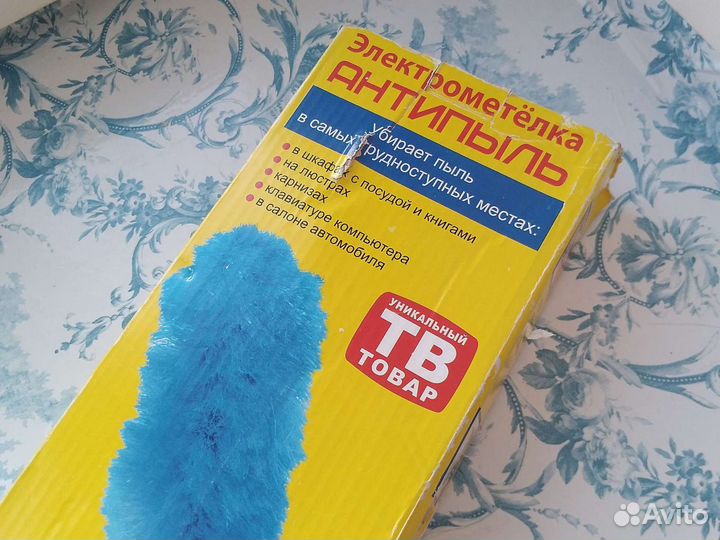 Электрометёлка
АНТИПЫЛЬ
убирает пыль
в самых труднодоступных местах:
• в шкафах с посудой и книгами
• на люстрах
• карнизах
• клавиатуре компьютера
• в салоне автомобиля
УНИКАЛЬНЫЙ
ТВ
ТОВАР
Avito